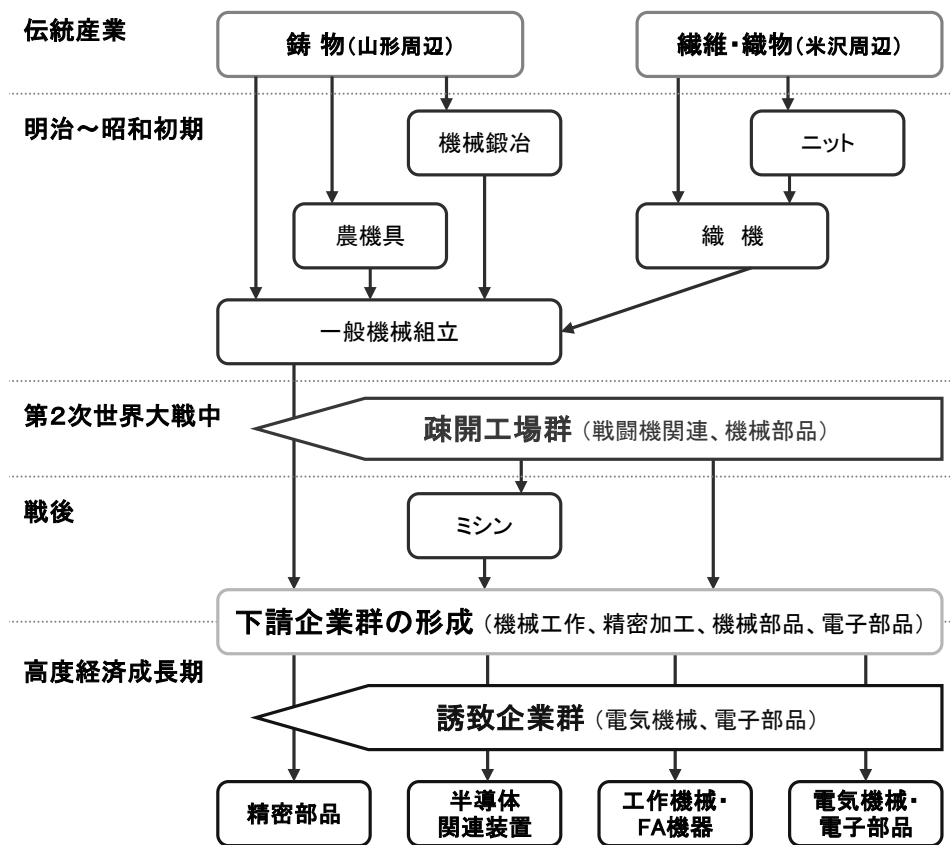 伝統産業
鋳 物(山形周辺)
繊維・織物(米沢周辺)
明治～昭和初期
機械鍛冶
ニット
農機具
織 機
一般機械組立
第2次世界大戦中
疎開工場群（戦闘機関連、機械部品）
戦後
ミシン
下請企業群の形成（機械工作、精密加工、機械部品、電子部品）
高度経済成長期
誘致企業群（電気機械、電子部品）
精密部品
半導体
関連装置
工作機械・
FA機器
電気機械・
電子部品